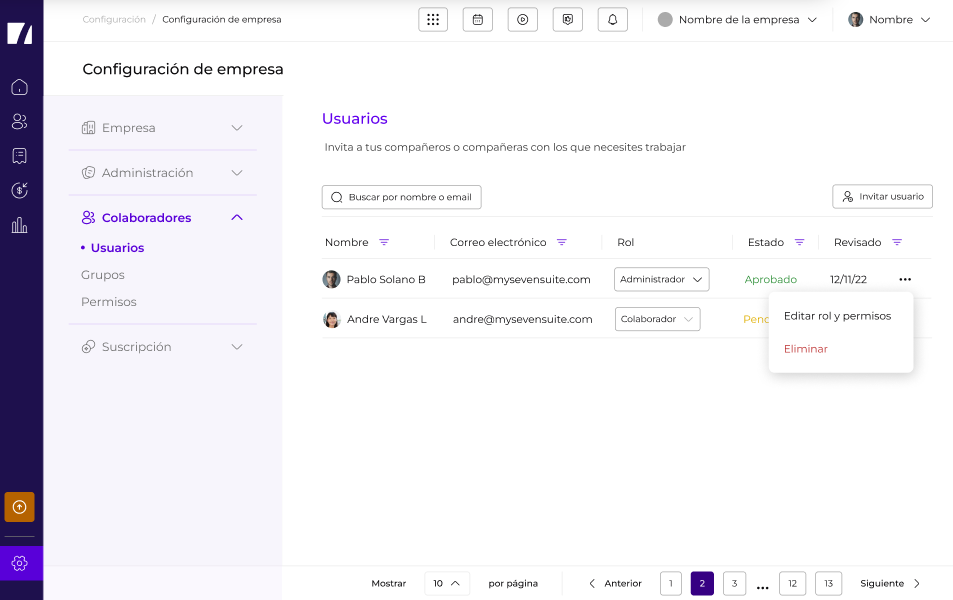 Configuración / Configuración de empresa
Nombre de la empresa
Nombre
Configuración de empresa
Empresa
Administración
Colaboradores
• Usuarios
Grupos
Permisos
Suscripción
Usuarios
Invita a tus compañeros o compañeras con los que necesites trabajar
Buscar por nombre o email
Invitar usuario
Nombre Correo electrónico Rol Estado Revisado
Pablo Solano B pablo@mysevensuite.com Administrador Aprobado 12/11/22 •••
Andre Vargas L andre@mysevensuite.com Colaborador
Editar rol y permisos
Eliminar
Mostrar 10 por página Anterior 1 2 3 ... 12 13 Siguiente